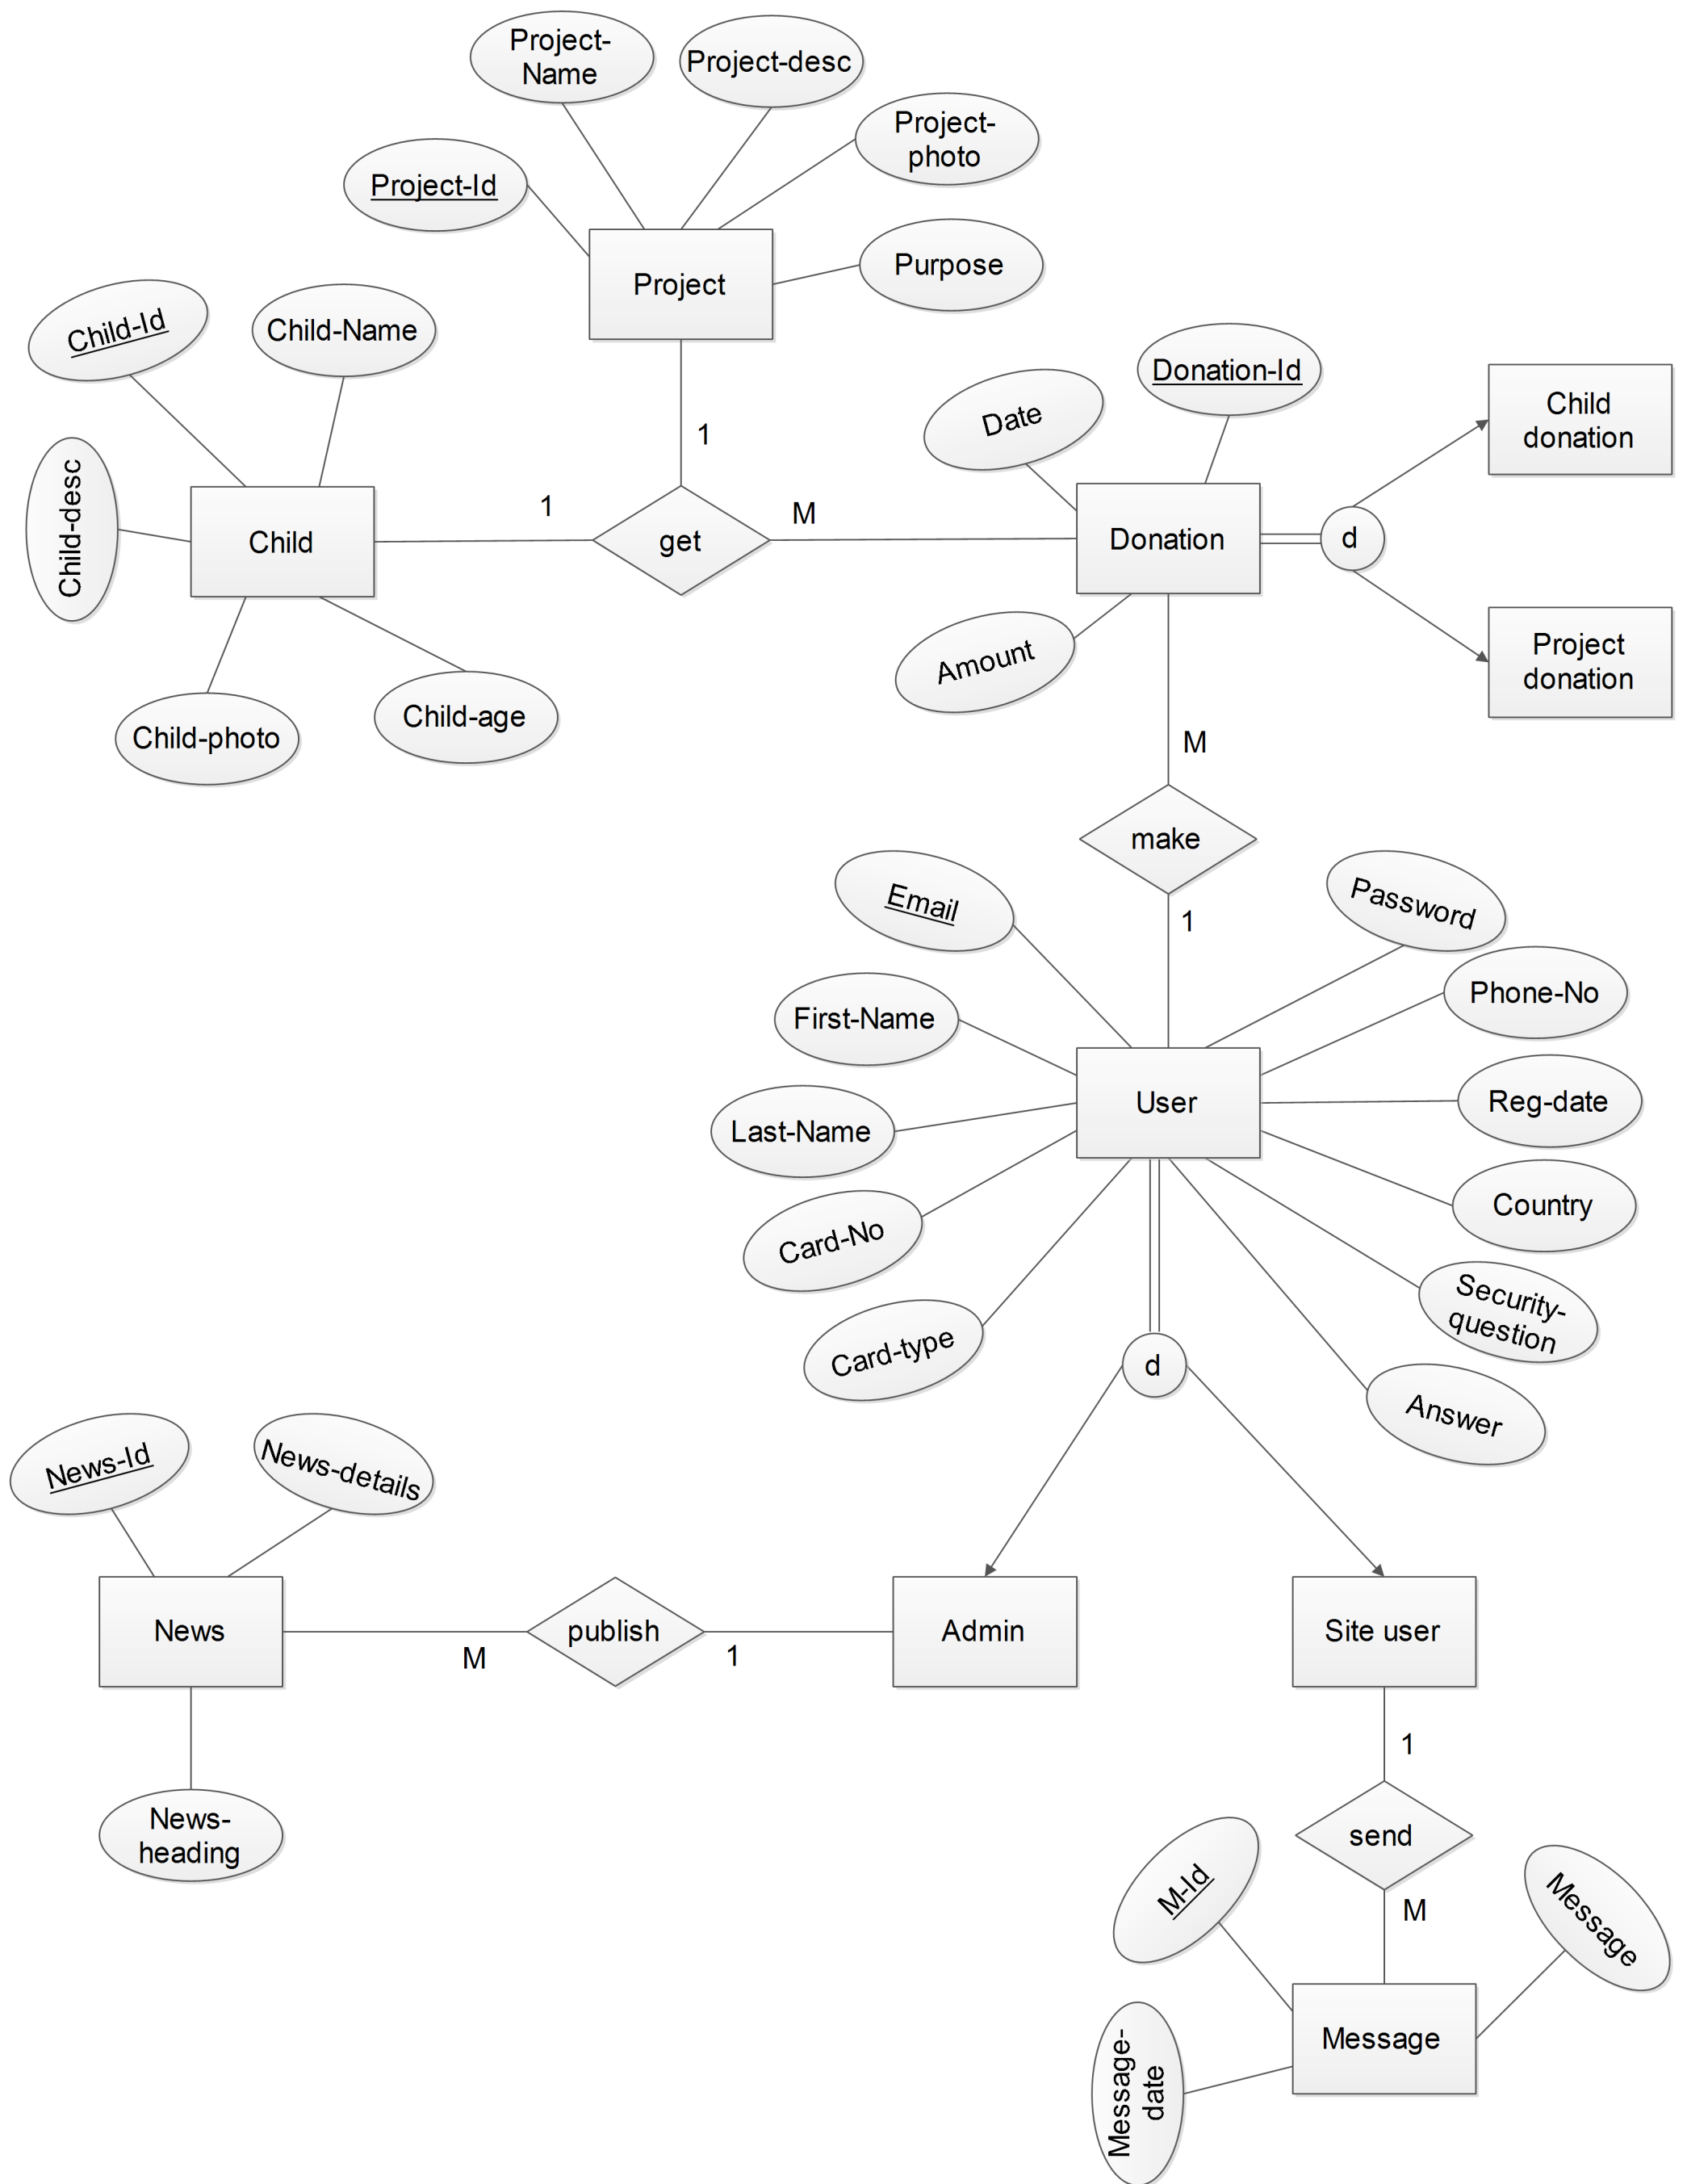 Project-
Name
Project-desc
Project-
photo
Project-Id
Purpose
Project
Child-Id
Child-Name
Donation-Id
Date
Child
donation
1
Child-desc
1
M
Child
get
Donation
d
Amount
Project
donation
Child-photo
Child-age
M
make
Email
Password
1
First-Name
Phone-No
User
Reg-date
Last-Name
Card-No
Country
Security-
question
Card-type
d
Answer
News-Id
News-details
News
publish
Admin
Site user
M
1
1
News-
heading
send
M-Id
M
Message
Message
Message-
date